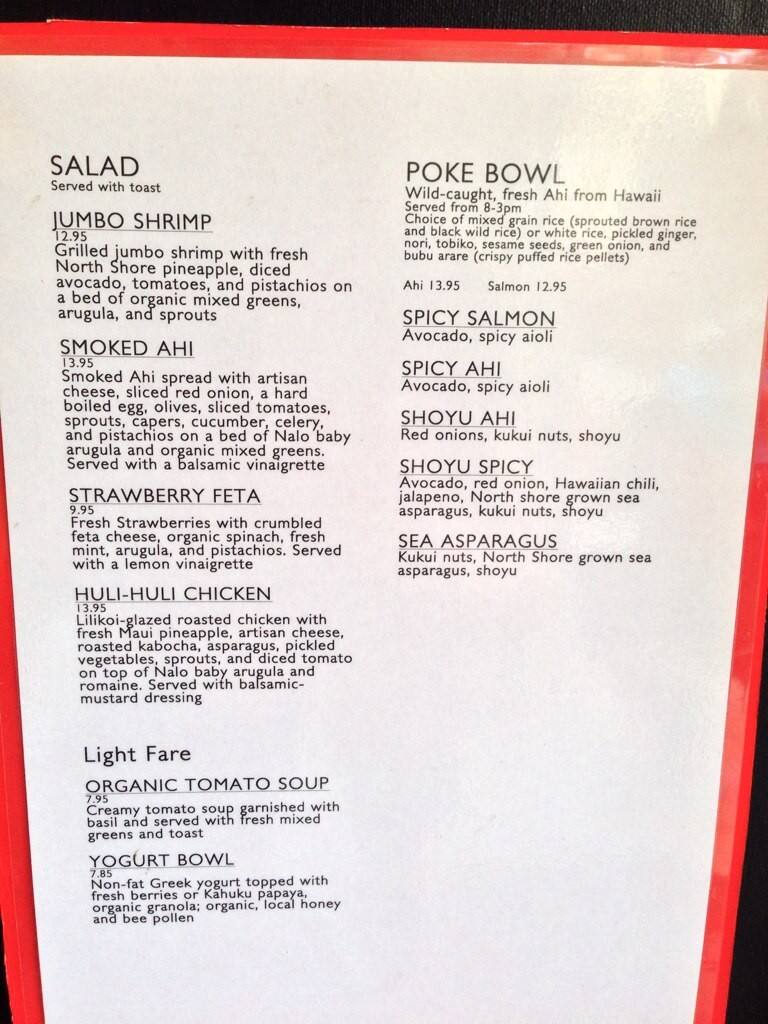 SALAD
Served with toast
JUMBO SHRIMP
12.95
Grilled jumbo shrimp with fresh
North Shore pineapple, diced
avocado, tomatoes, and pistachios on
a bed of organic mixed greens,
arugula, and sprouts
SMOKED AHI
13.95
Smoked Ahi spread with artisan
cheese, sliced red onion, a hard
boiled egg, olives, sliced tomatoes,
sprouts, capers, cucumber, celery,
and pistachios on a bed of Nalo baby
arugula and organic mixed greens.
Served with a balsamic vinaigrette
STRAWBERRY FETA
9.95
Fresh Strawberries with crumbled
feta cheese, organic spinach, fresh
mint, arugula, and pistachios. Served
with a lemon vinaigrette
HULI-HULI CHICKEN
13.95
Lilikoi-glazed roasted chicken with
fresh Maui pineapple, artisan cheese,
roasted kabocha, asparagus, pickled
vegetables, sprouts, and diced tomato
on top of Nalo baby arugula and
romaine. Served with balsamic-
mustard dressing
Light Fare
ORGANIC TOMATO SOUP
7.95
Creamy tomato soup garnished with
basil and served with fresh mixed
greens and toast
YOGURT BOWL
7.85
Non-fat Greek yogurt topped with
fresh berries or Kahuku papaya,
organic granola; organic, local honey
and bee pollen
POKE BOWL
Wild-caught, fresh Ahi from Hawaii
Served from 8-3pm
Choice of mixed grain rice (sprouted brown rice
and black wild rice) or white rice, pickled ginger,
nori, tobiko, sesame seeds, green onion, and
bubu arare (crispy puffed rice pellets)
Ahi 13.95 Salmon 12.95
SPICY SALMON
Avocado, spicy aioli
SPICY AHI
Avocado, spicy aioli
SHOYU AHI
Red onions, kukui nuts, shoyu
SHOYU SPICY
Avocado, red onion, Hawaiian chili,
jalapeno, North shore grown sea
asparagus, kukui nuts, shoyu
SEA ASPARAGUS
Kukui nuts, North Shore grown sea
asparagus, shoyu